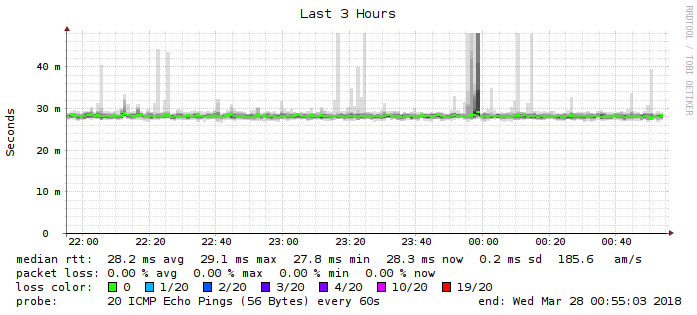 Last 3 Hours
RRDTOOL / TOBI OETIKER
Seconds
40 m
30 m
20 m
10 m
0
22:00 22:20 22:40 23:00 23:20 23:40 00:00 00:20 00:40
median rtt: 28.2 ms avg 29.1 ms max 27.8 ms min 28.3 ms now 0.2 ms sd 185.6 am/s
packet loss: 0.00 % avg 0.00 % max 0.00 % min 0.00 % now
loss color: 0 1/20 2/20 3/20 4/20 10/20 19/20
probe: 20 ICMP Echo Pings (56 Bytes) every 60s end: Wed Mar 28 00:55:03 2018